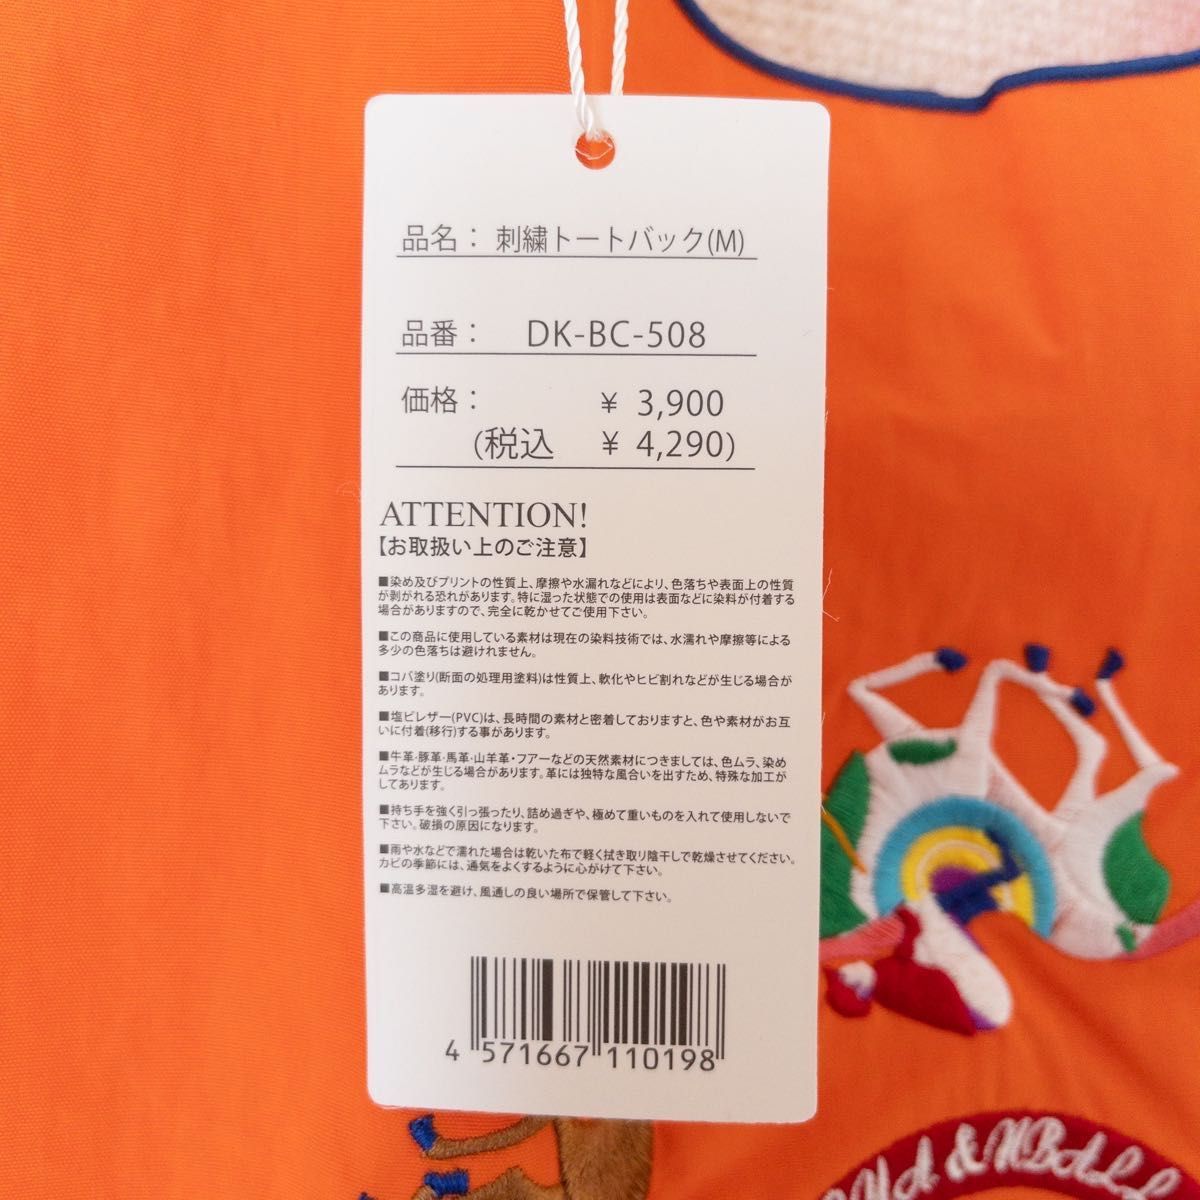 品名： 刺繍トートバック(M)
品番： DK-BC-508
価格： ¥ 3,900
(税込 ¥ 4,290)
ATTENTION!
【お取扱い上のご注意】
■染め及びプリントの性質上、摩擦や水漏れなどにより、色落ちや表面上の性質
が剥がれる恐れがあります。特に湿った状態での使用は表面などに染料が付着する
場合がありますので、完全に乾かせてご使用下さい。
■この商品に使用している素材は現在の染料技術では、水濡れや摩擦等による
多少の色落ちは避けれません。
■コバ塗り(断面の処理用塗料)は性質上、軟化やヒビ割れなどが生じる場合が
あります。
■塩ビレザー(PVC)は、長時間の素材と密着しておりますと、色や素材がお互
いに付着(移行)する事があります。
■牛革・豚革・馬革・山羊革・ファーなどの天然素材につきましては、色ムラ、染め
ムラなどが生じる場合があります。革には独特な風合いを出すため、特殊な加工が
してあります。
■持ち手を強く引っ張ったり、詰め過ぎや、極めて重いものを入れて使用しないで
下さい。破損の原因になります。
■雨や水などで濡れた場合は乾いた布で軽く拭き取り陰干しで乾燥させてください。
カビの季節には、通気をよくするように心がけて下さい。
■高温多湿を避け、風通しの良い場所で保管して下さい。
4 571667 110198